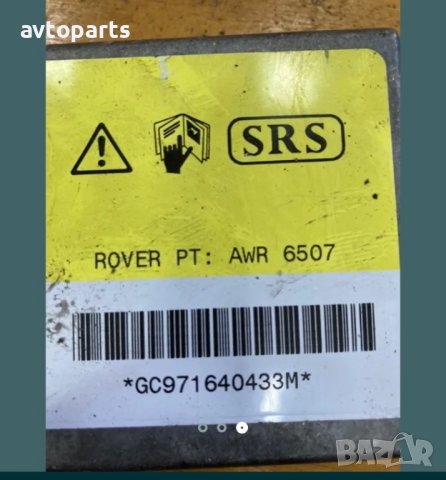 avtoparts
SRS
ROVER PT: AWR 6507
*GC971640433M*
BAZAR